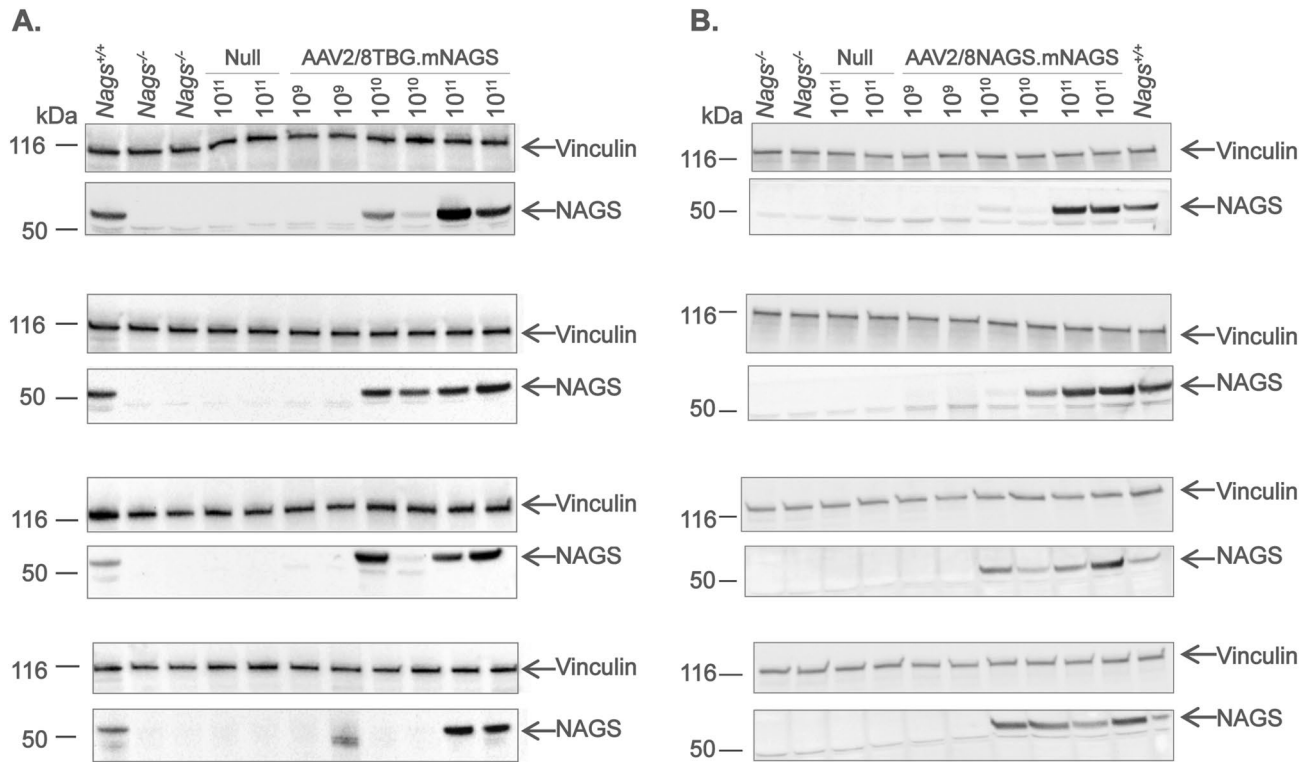 A.
Nags+/+ Nags-/- Nags-/- Null AAV2/8TBG.mNAGS
10¹¹ 10¹¹ 10⁹ 10⁹ 10¹⁰ 10¹⁰ 10¹¹ 10¹¹
kDa
116 Vinculin
50 NAGS
116 Vinculin
50 NAGS
116 Vinculin
50 NAGS
116 Vinculin
50 NAGS
B.
Nags-/- Nags-/- Null AAV2/8NAGS.mNAGS Nags+/+
10¹¹ 10¹¹ 10⁹ 10⁹ 10¹⁰ 10¹⁰ 10¹¹ 10¹¹
kDa
116 Vinculin
50 NAGS
116 Vinculin
50 NAGS
116 Vinculin
50 NAGS
116 Vinculin
50 NAGS